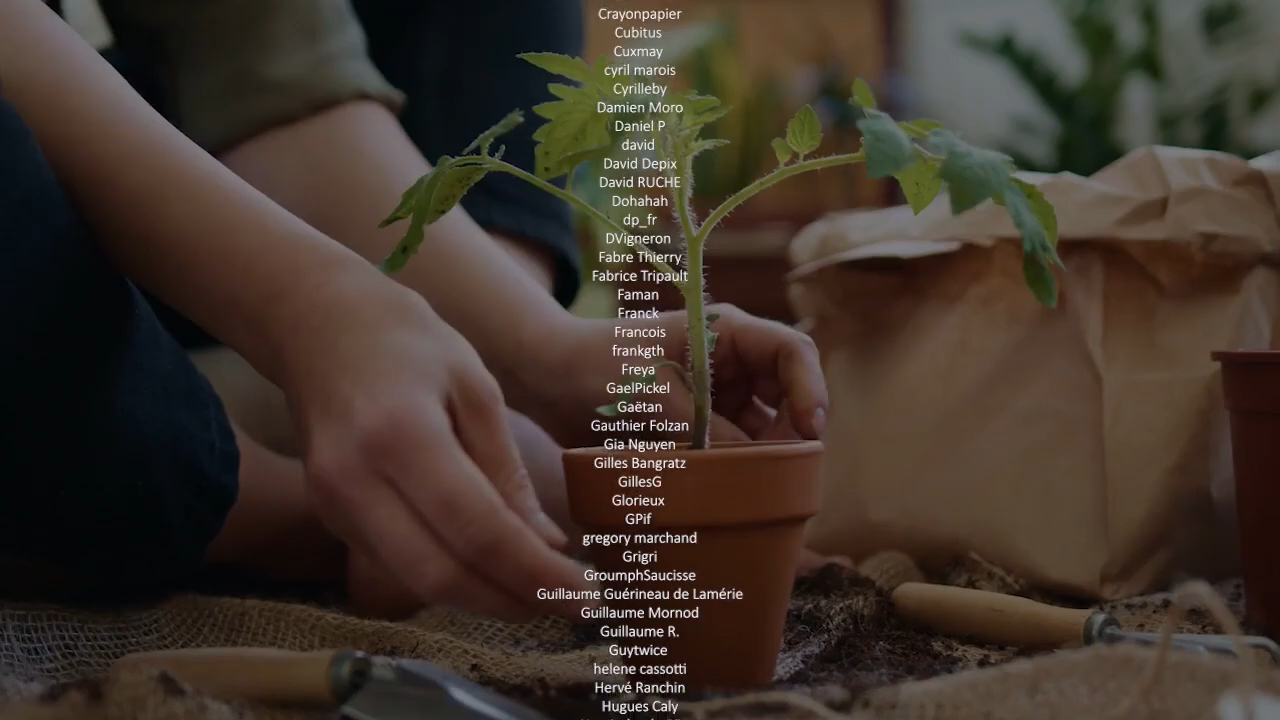 Crayonpapier
Cubitus
Cuxmay
cyril marois
Cyrilleby
Damien Moro
Daniel P
david
David Depix
David RUCHE
Dohahah
dp_fr
DVigneron
Fabre Thierry
Fabrice Tripault
Faman
Franck
Francois
frankgth
Freya
GaelPickel
Gaëtan
Gauthier Folzan
Gia Nguyen
Gilles Bangratz
GillesG
Glorieux
GPif
gregory marchand
Grigri
GroumphSaucisse
Guillaume Guérineau de Lamérie
Guillaume Mornod
Guillaume R.
Guytwice
helene cassotti
Hervé Ranchin
Hugues Caly